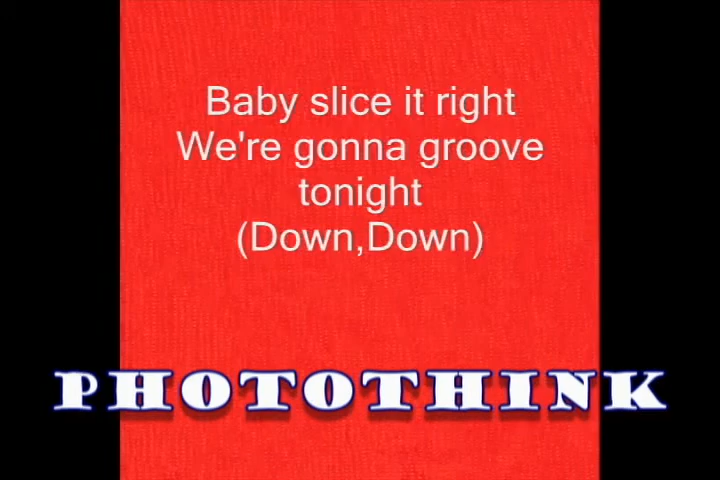 Baby slice it right
We're gonna groove
tonight
(Down,Down)
PHOTOTHINK